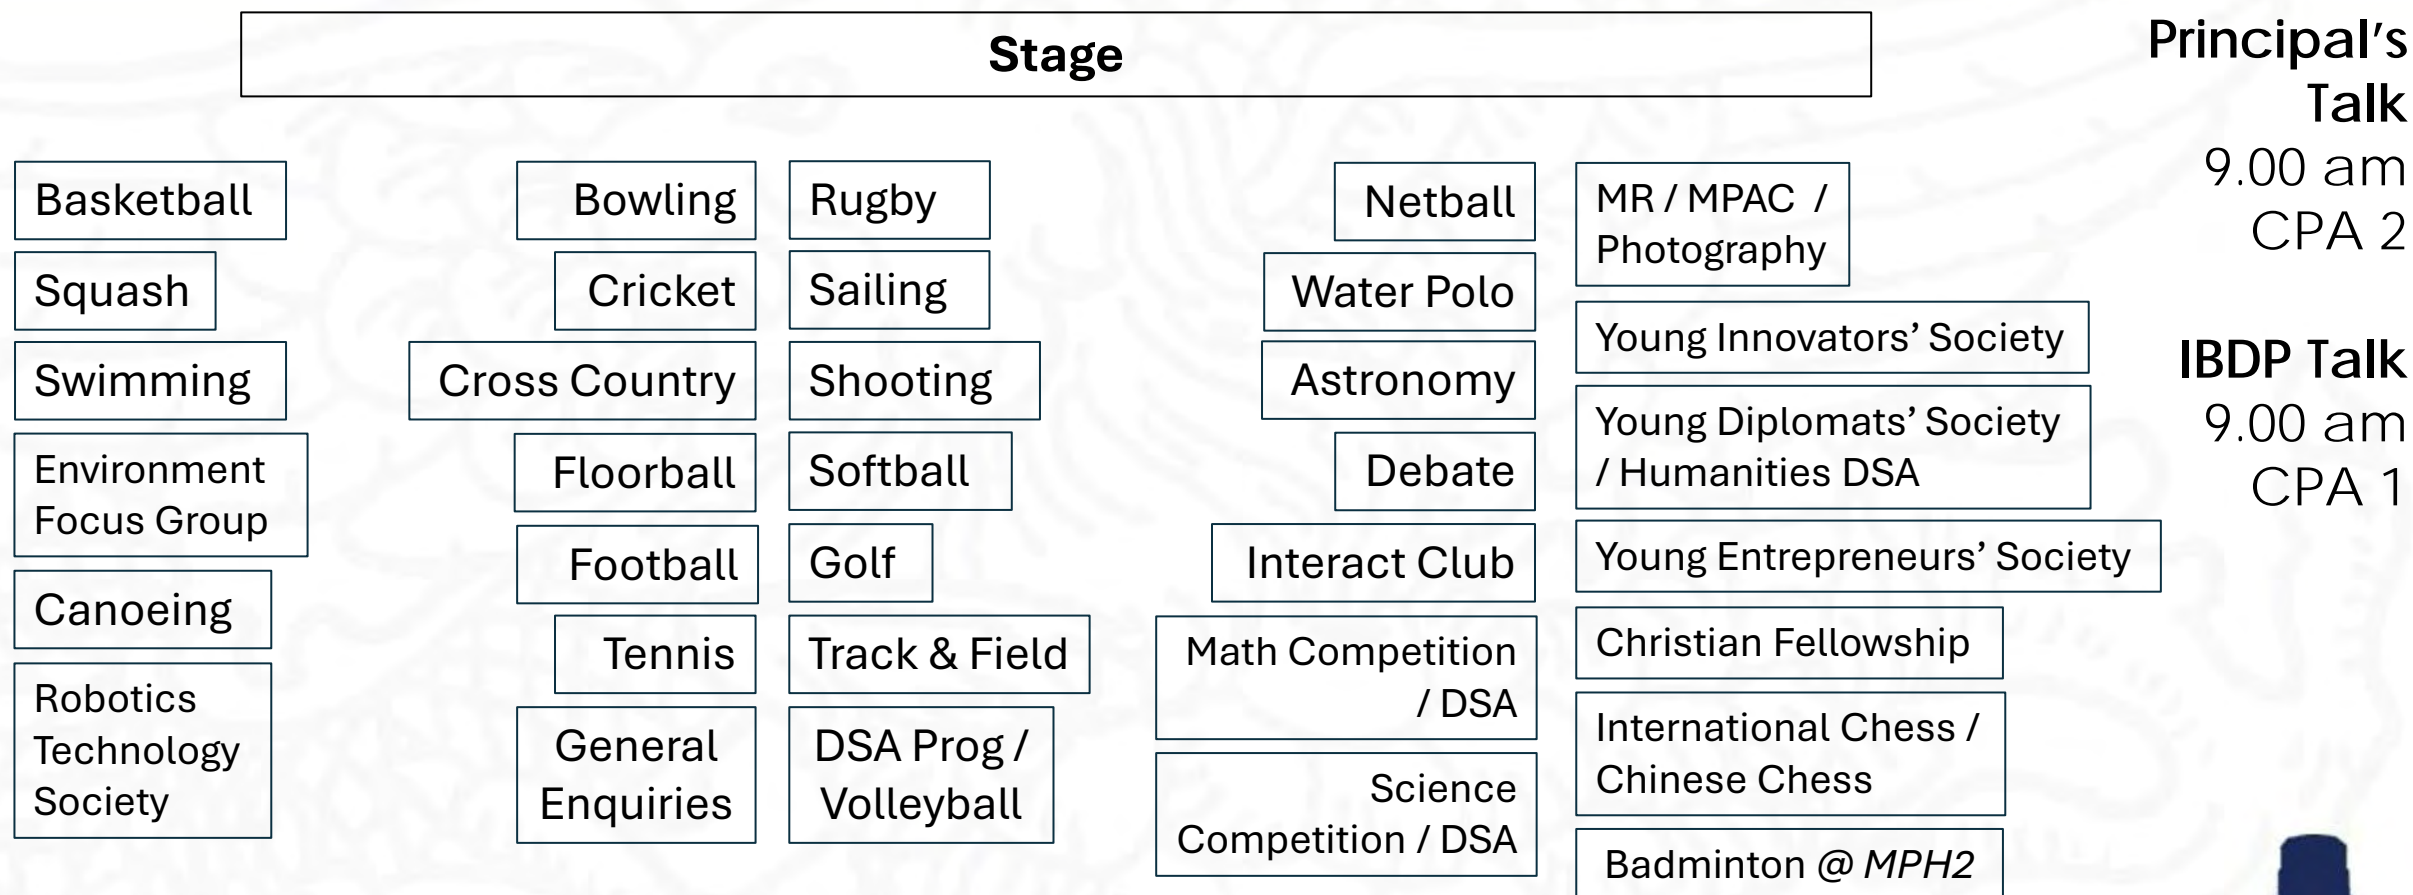 Stage
Basketball
Squash
Swimming
Environment
Focus Group
Canoeing
Robotics
Technology
Society
Bowling
Cricket
Cross Country
Floorball
Football
Tennis
General
Enquiries
Rugby
Sailing
Shooting
Softball
Golf
Track & Field
DSA Prog /
Volleyball
Netball
Water Polo
Astronomy
Debate
Interact Club
Math Competition
/ DSA
Science
Competition / DSA
MR / MPAC /
Photography
Young Innovators’ Society
Young Diplomats’ Society
/ Humanities DSA
Young Entrepreneurs’ Society
Christian Fellowship
International Chess /
Chinese Chess
Badminton @ MPH2
Principal’s
Talk
9.00 am
CPA 2
IBDP Talk
9.00 am
CPA 1